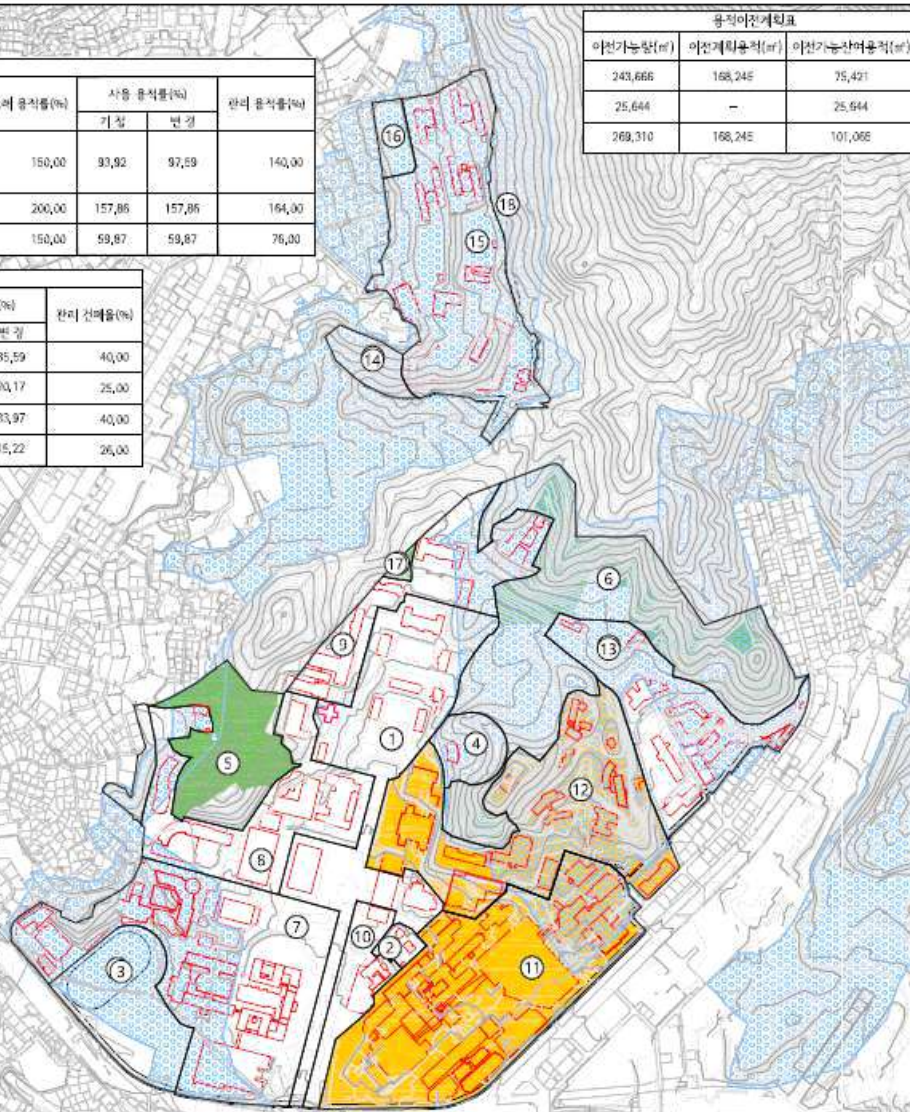 용적이전계획표
이전가능량(㎡) 이전계획용적(㎡) 이전가능잔여용적(㎡)
243,666 168,245 75,421
25,644 - 25,644
269,310 168,245 101,065
용적률(%) 사용 용적률(%) 관리 용적률(%)
기정 변경
150,00 93,92 97,59 140,00
200,00 157,86 157,86 164,00
150,00 59,87 59,87 76,00
(%) 관리 건폐율(%)
변경
35,59 40,00
20,17 25,00
33,97 40,00
15,22 26,00
16
18
15
14
17
6
9
13
1
4
5
12
8
7
10
2
3
11